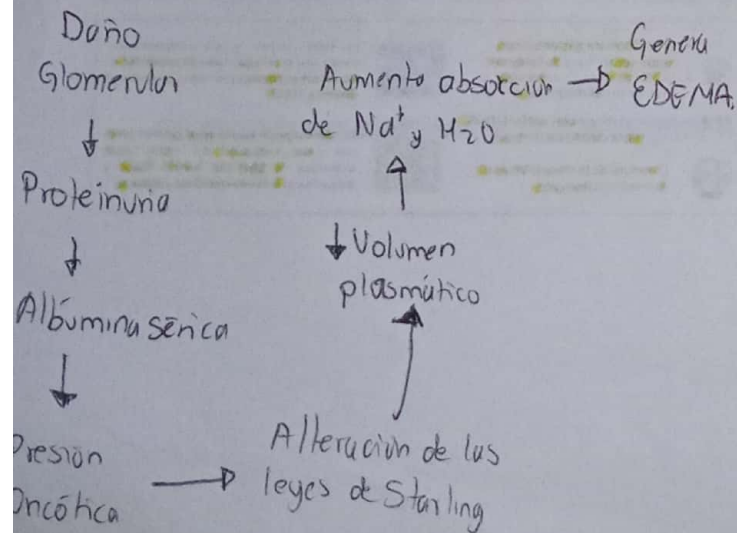 Daño
Glomerular
↓
Proteinuria
↓
Albúmina sérica
↓
Presión
Oncótica
→
Alteración de las
leyes de Starling
↑
↓ Volumen
plasmático
↑
Aumento absorción
de Na+ y H2O
→
Genera
EDEMA.